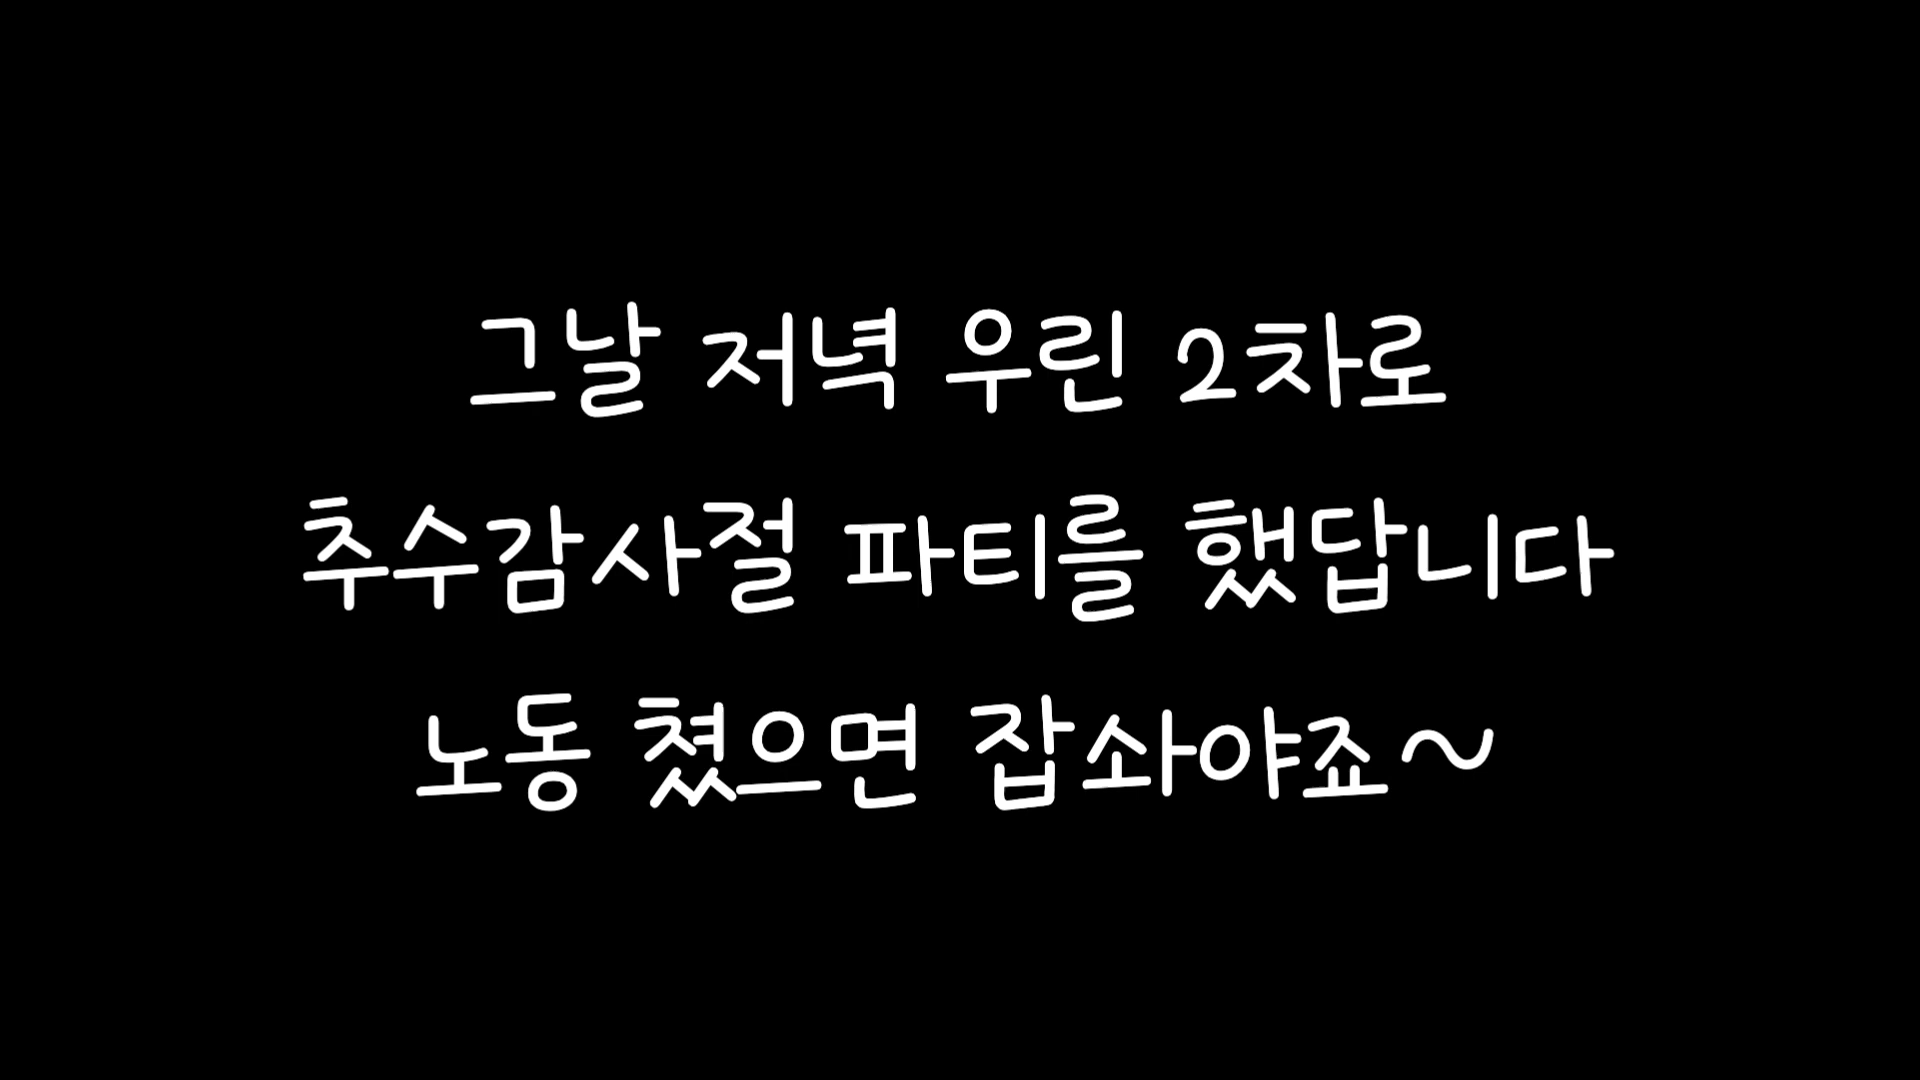 그날 저녁 우린 2차로
추수감사절 파티를 했답니다
노동 쳤으면 잡솨야죠~